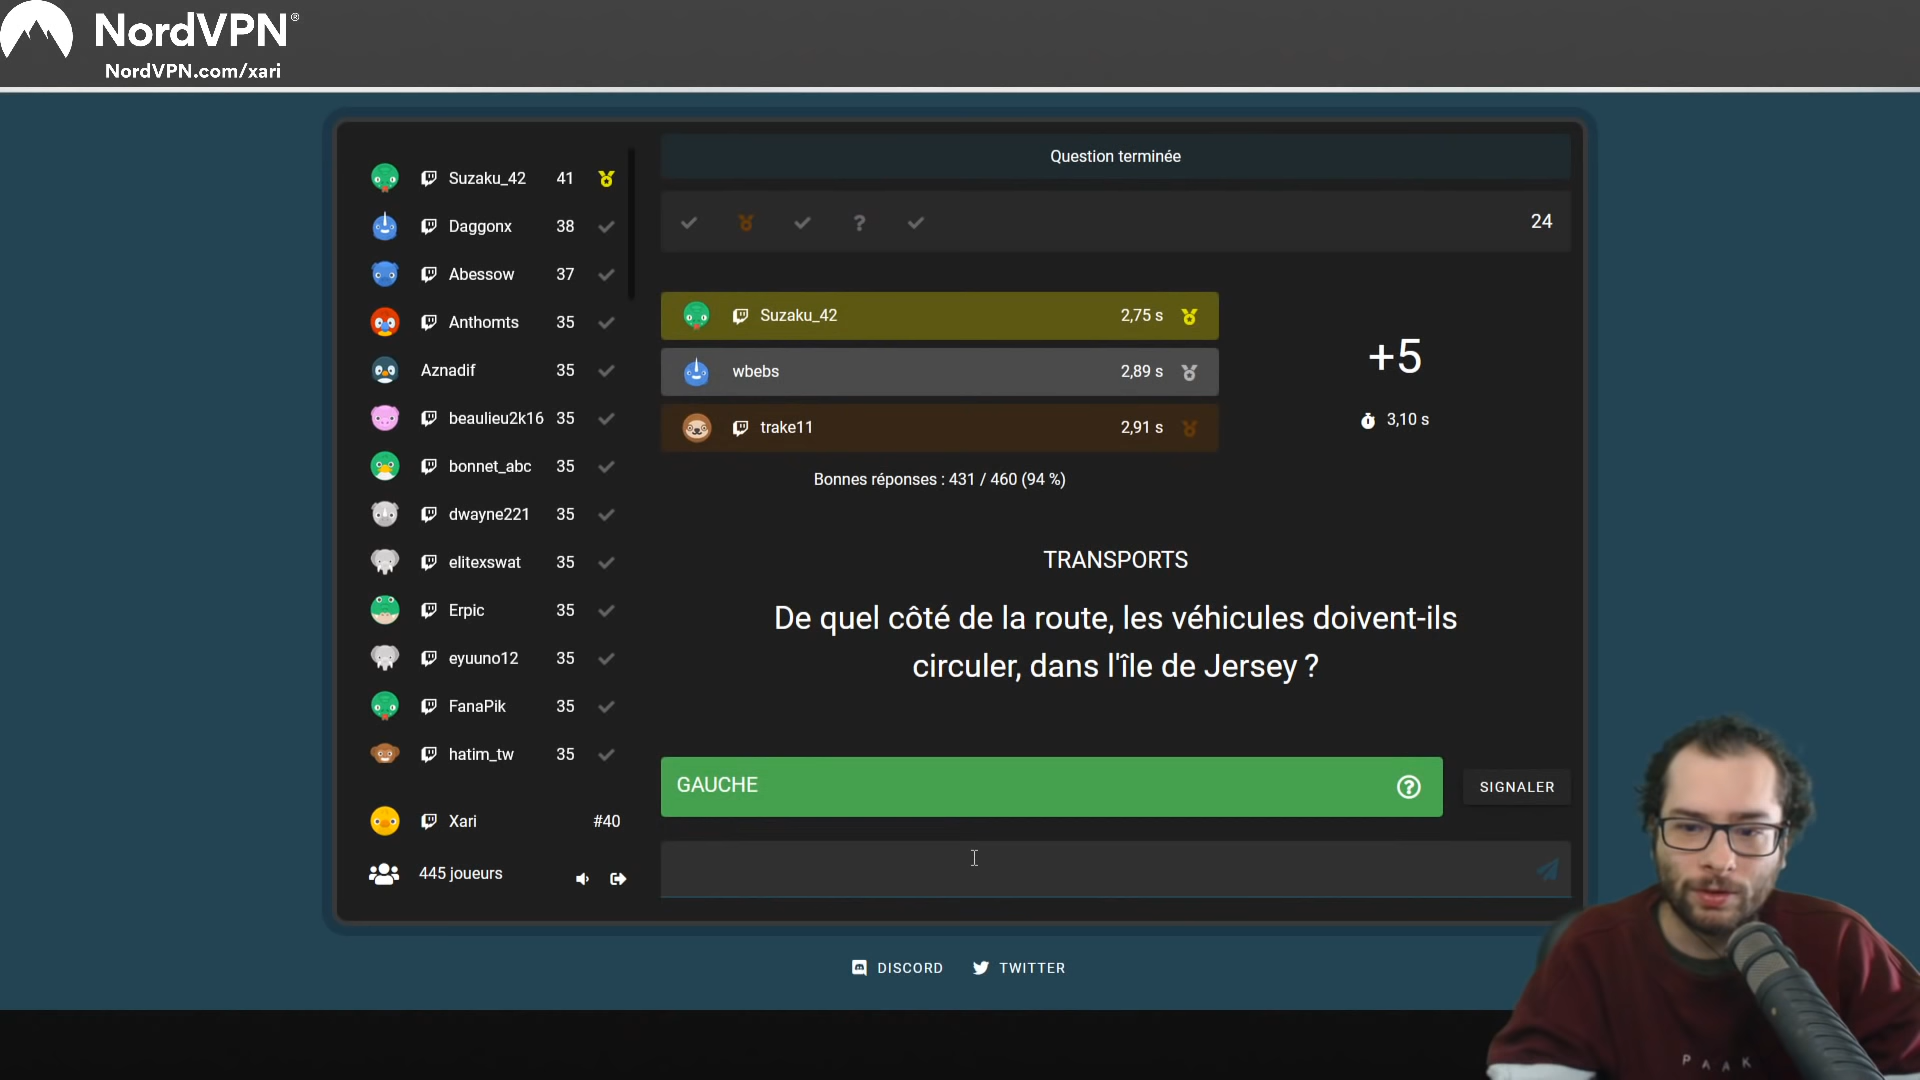 NordVPN®
NordVPN.com/xari
Suzaku_42 41
Daggonx 38
Abessow 37
Anthomts 35
Aznadif 35
beaulieu2k16 35
bonnet_abc 35
dwayne221 35
elitexswat 35
Erpic 35
eyuuno12 35
FanaPik 35
hatim_tw 35
Xari #40
445 joueurs
Question terminée
? 24
Suzaku_42 2,75 s
wbebs 2,89 s
trake11 2,91 s
+5
3,10 s
Bonnes réponses : 431 / 460 (94 %)
TRANSPORTS
De quel côté de la route, les véhicules doivent-ils
circuler, dans l'île de Jersey ?
GAUCHE ?
SIGNALER
DISCORD TWITTER
PAAK